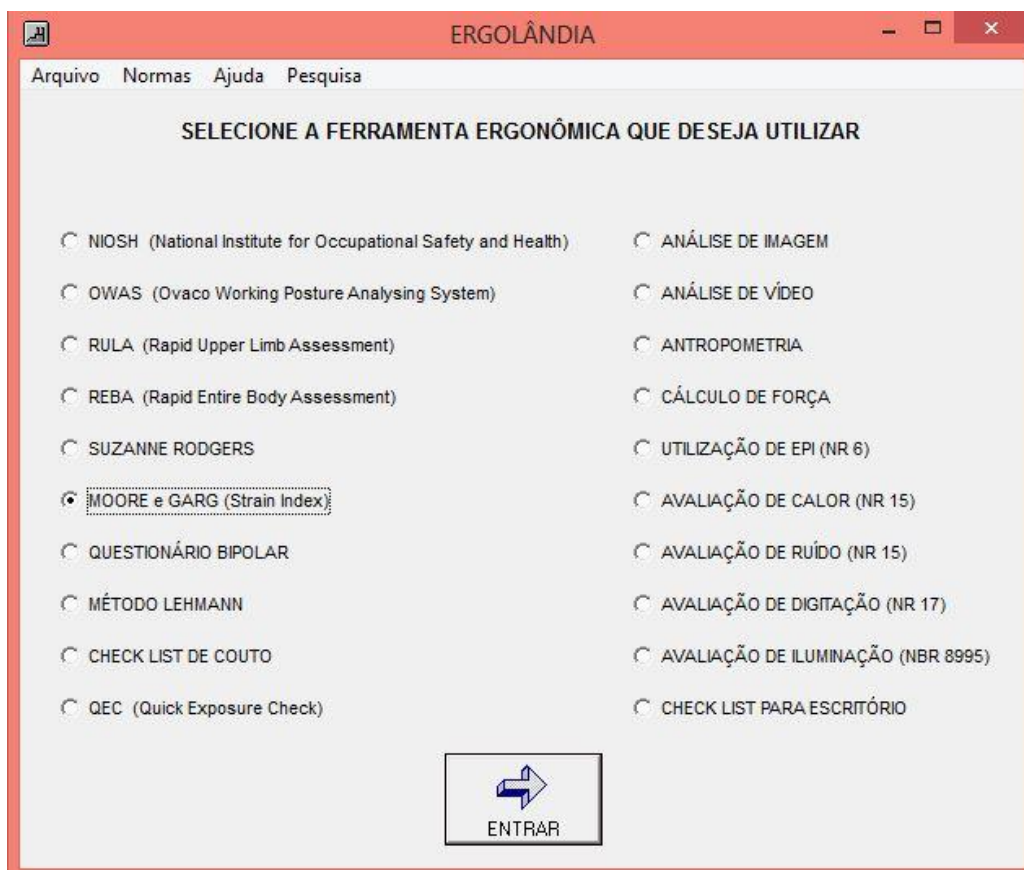 ERGOLÂNDIA
Arquivo Normas Ajuda Pesquisa
SELECIONE A FERRAMENTA ERGONÔMICA QUE DESEJA UTILIZAR
NIOSH (National Institute for Occupational Safety and Health)
OWAS (Ovaco Working Posture Analysing System)
RULA (Rapid Upper Limb Assessment)
REBA (Rapid Entire Body Assessment)
SUZANNE RODGERS
MOORE e GARG (Strain Index)
QUESTIONÁRIO BIPOLAR
MÉTODO LEHMANN
CHECK LIST DE COUTO
QEC (Quick Exposure Check)
ANÁLISE DE IMAGEM
ANÁLISE DE VÍDEO
ANTROPOMETRIA
CÁLCULO DE FORÇA
UTILIZAÇÃO DE EPI (NR 6)
AVALIAÇÃO DE CALOR (NR 15)
AVALIAÇÃO DE RUÍDO (NR 15)
AVALIAÇÃO DE DIGITAÇÃO (NR 17)
AVALIAÇÃO DE ILUMINAÇÃO (NBR 8995)
CHECK LIST PARA ESCRITÓRIO
ENTRAR